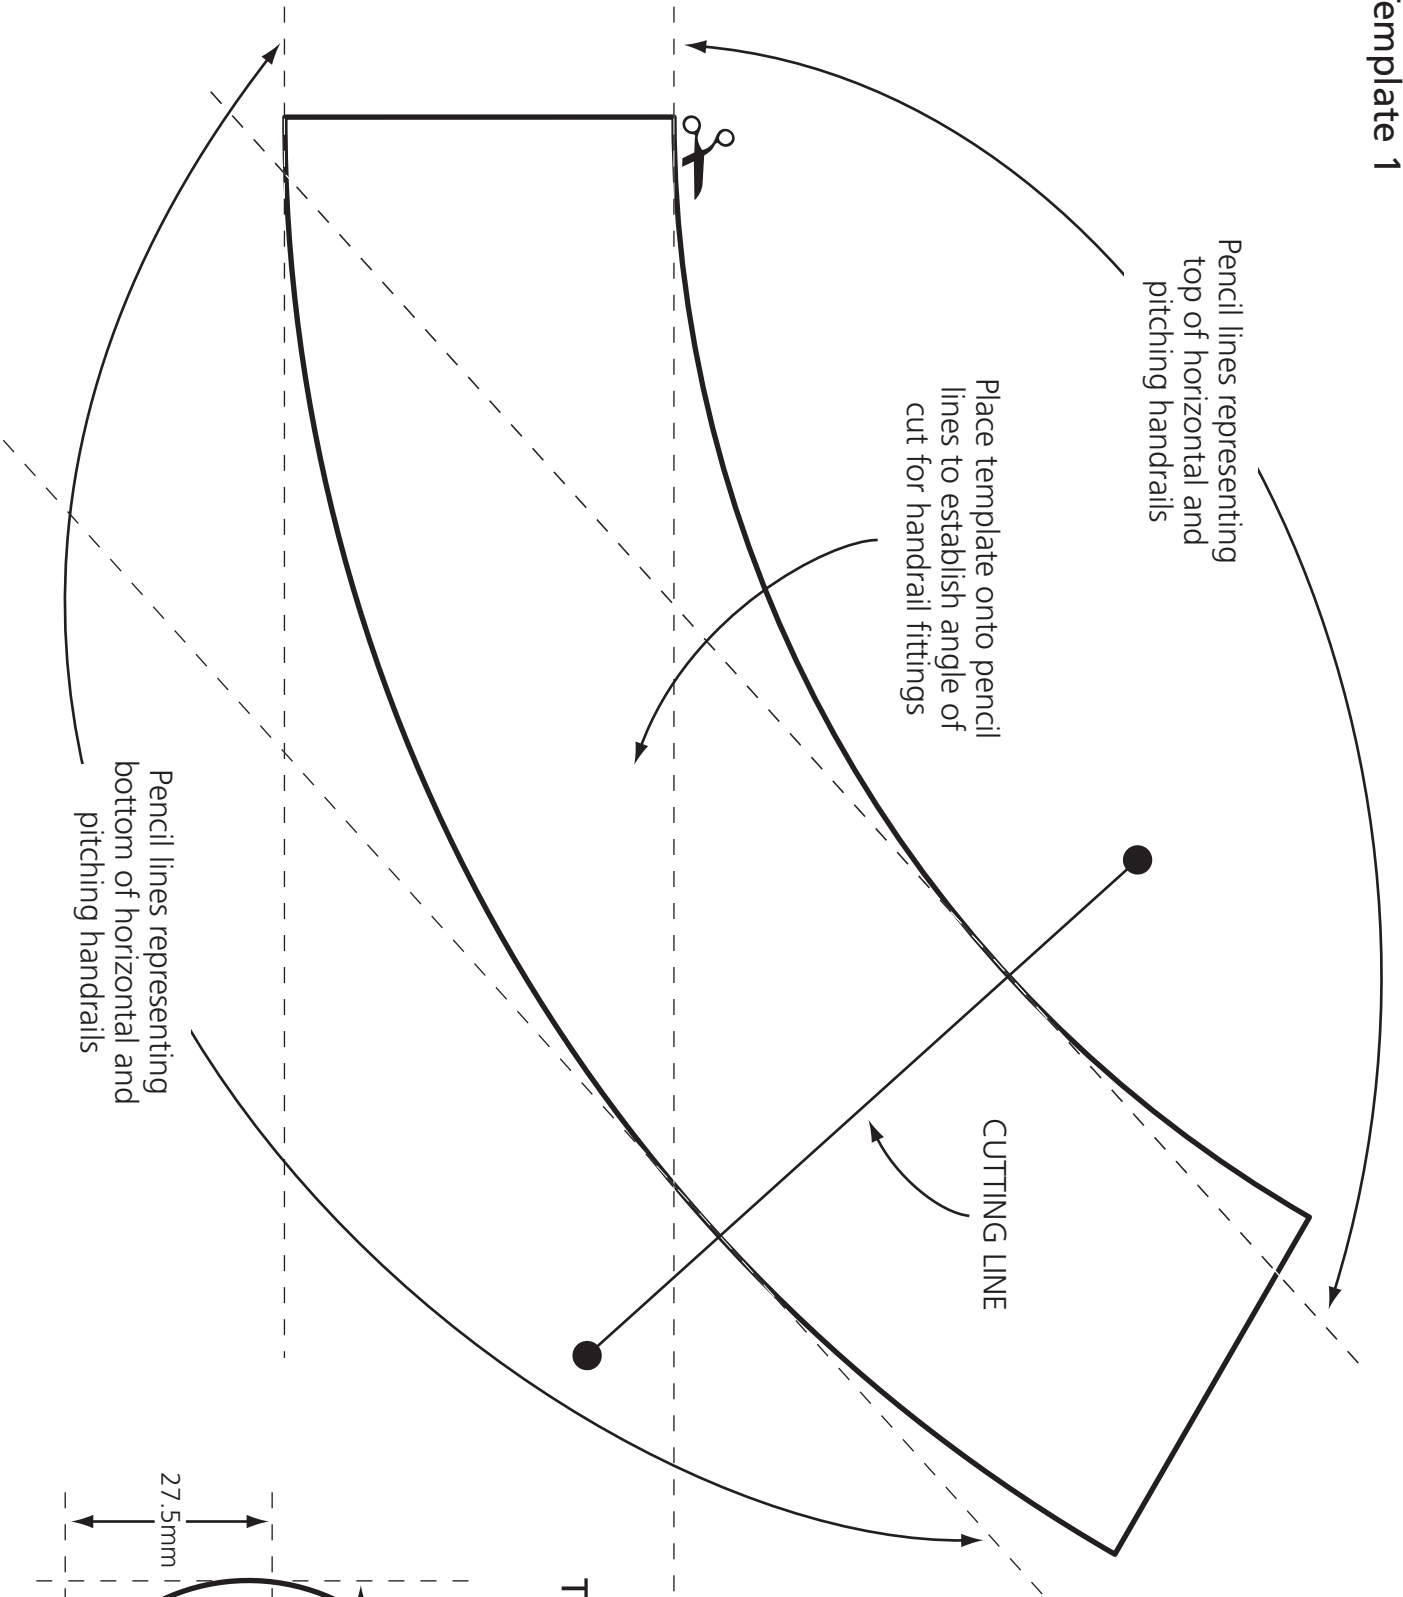 emplate 1
Pencil lines representing
top of horizontal and
pitching handrails
Place template onto pencil
lines to establish angle of
cut for handrail fittings
CUTTING LINE
Pencil lines representing
bottom of horizontal and
pitching handrails
27.5mm
T